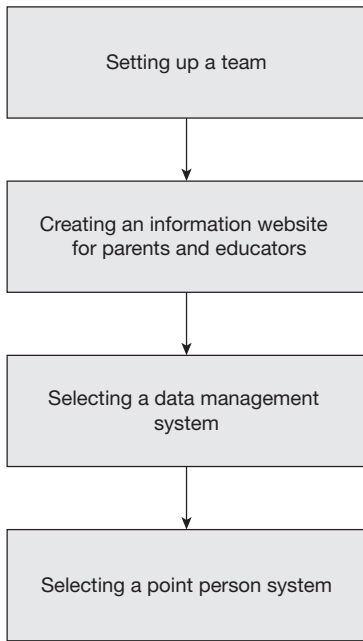 Setting up a team
Creating an information website
for parents and educators
Selecting a data management
system
Selecting a point person system